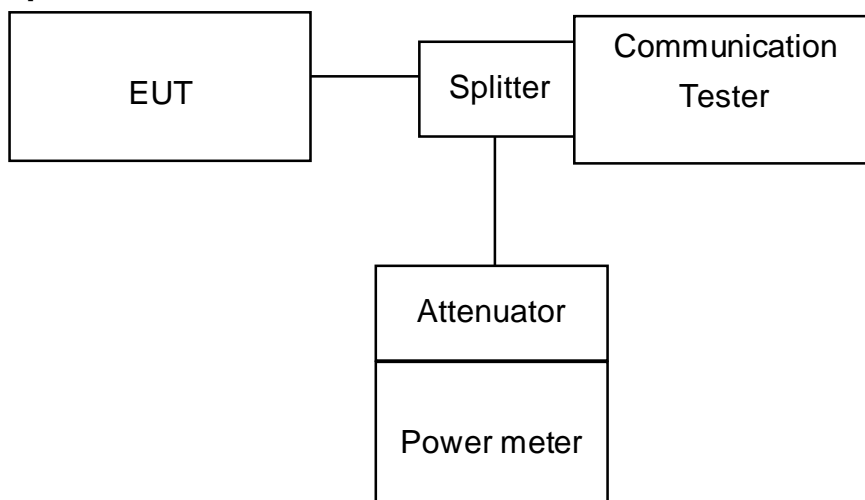 EUT
Splitter
Communication
Tester
Attenuator
Power meter